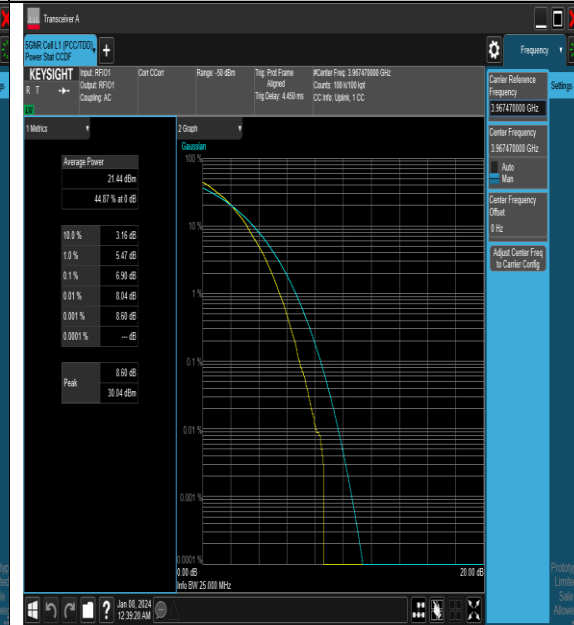 Transceiver A
5GNR Cell L1 (PCC/TDD),
Power Stat CCDF
Frequency
KEYSIGHT
R T
Input: RFIO1
Output: RFIO1
Coupling: AC
Corr CCorr
Range: -50 dBm
Trig: Prot Frame
Aligned
Trig Delay: 4.450 ms
#Center Freq: 3.967470000 GHz
Counts: 100 k/100 kpt
CC Info: Uplink, 1 CC
Carrier Reference
Frequency
3.967470000 GHz
Settings
1 Metrics
2 Graph
Center Frequency
3.967470000 GHz
Auto
Man
Center Frequency
Offset
0 Hz
Adjust Center Freq
to Carrier Config
Average Power
21.44 dBm
44.87 % at 0 dB
10.0 % 3.16 dB
1.0 % 5.47 dB
0.1 % 6.90 dB
0.01 % 8.04 dB
0.001 % 8.60 dB
0.0001 % --- dB
Peak
8.60 dB
30.04 dBm
Gaussian
100 %
10 %
1 %
0.1 %
0.01 %
0.001 %
0.0001 %
0.00 dB
20.00 dB
Info BW 25.000 MHz
?
Jan 08, 2024
12:39:20 AM